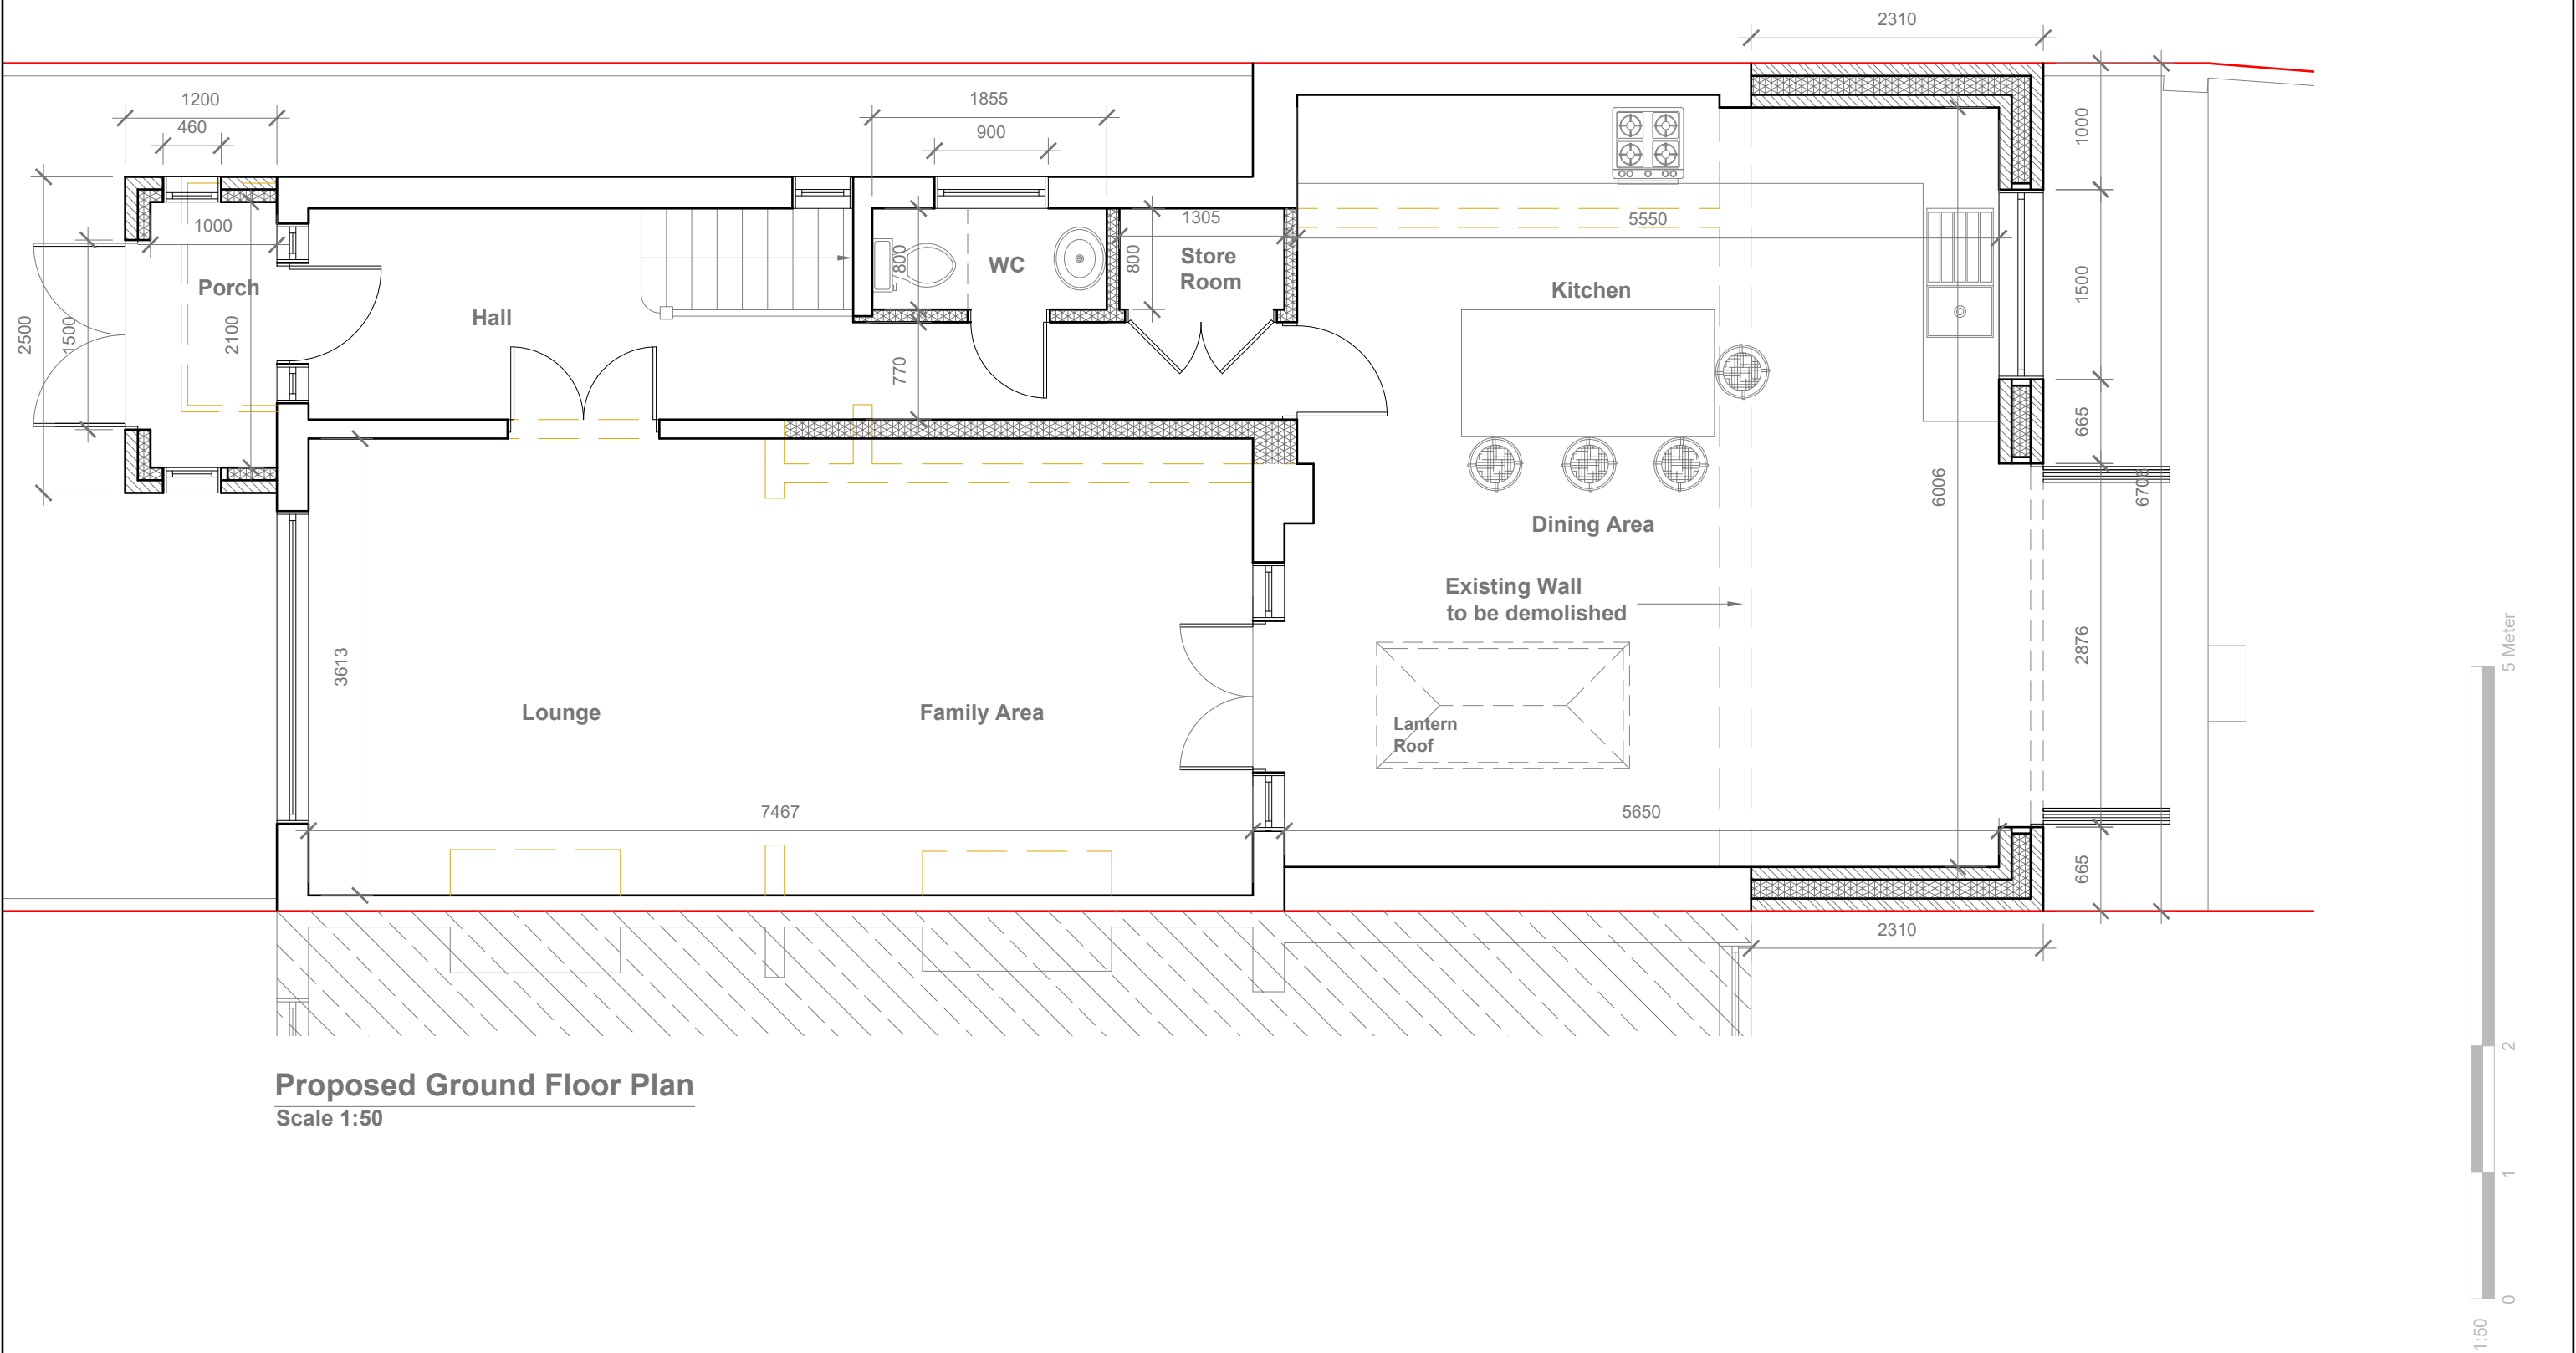 2310
1200
460
1855
900
1000
1000
1305
5550
Porch
800
WC
800
Store
Room
Kitchen
Hall
2500
1500
2100
1500
770
665
6006
Dining Area
Existing Wall
to be demolished
3613
2876
5 Meter
Lounge
Family Area
Lantern
Roof
7467
5650
665
2310
2
Proposed Ground Floor Plan
Scale 1:50
1
0
1:50